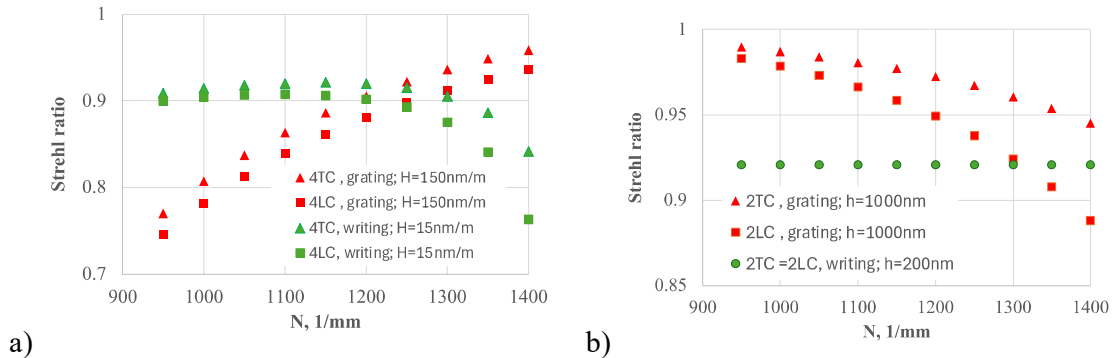 1
0.9
0.8
0.7
Strehl ratio
4TC , grating; H=150nm/m
4LC , grating; H=150nm/m
4TC, writing; H=15nm/m
4LC, writing; H=15nm/m
900 1000 1100 1200 1300 1400
N, 1/mm
a)
1
0.95
0.9
0.85
Strehl ratio
2TC, grating; h=1000nm
2LC, grating; h=1000nm
2TC =2LC, writing; h=200nm
900 1000 1100 1200 1300 1400
N, 1/mm
b)